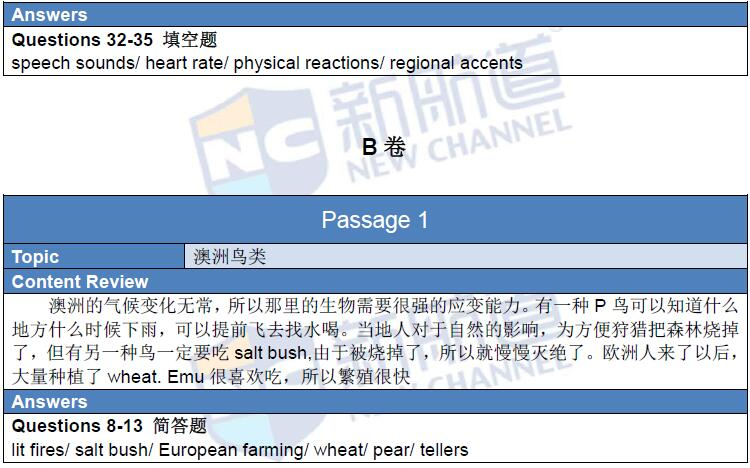 Answers
Questions 32-35 填空题
speech sounds/ heart rate/ physical reactions/ regional accents
新航道
NEW CHANNEL
NC
B 卷
Passage 1
Topic 澳洲鸟类
Content Review
澳洲的气候变化无常，所以那里的生物需要很强的应变能力。有一种 P 鸟可以知道什么
地方什么时候下雨，可以提前飞去找水喝。当地人对于自然的影响，为方便狩猎把森林烧掉
了，但有另一种鸟一定要吃 salt bush,由于被烧掉了，所以就慢慢灭绝了。欧洲人来了以后，
大量种植了 wheat. Emu 很喜欢吃，所以繁殖很快
Answers
Questions 8-13 简答题
lit fires/ salt bush/ European farming/ wheat/ pear/ tellers